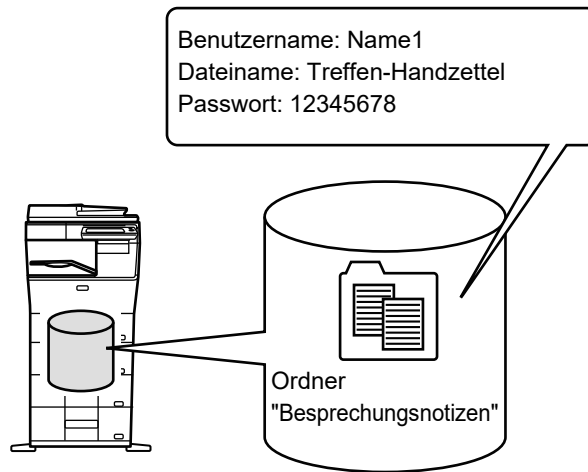 Benutzername: Name1
Dateiname: Treffen-Handzettel
Passwort: 12345678
Ordner
"Besprechungsnotizen"